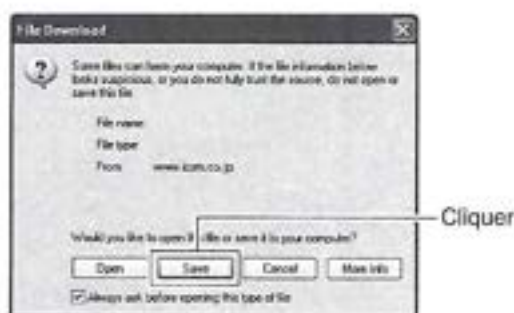 File Download
Some files can harm your computer. If the file information below
looks suspicious, or you do not fully trust the source, do not open or
save this file
File name:
File type:
From: www.icom.co.jp
Would you like to open the file or save it to your computer?
Open Save Cancel More Info
Always ask before opening this type of file
Cliquer